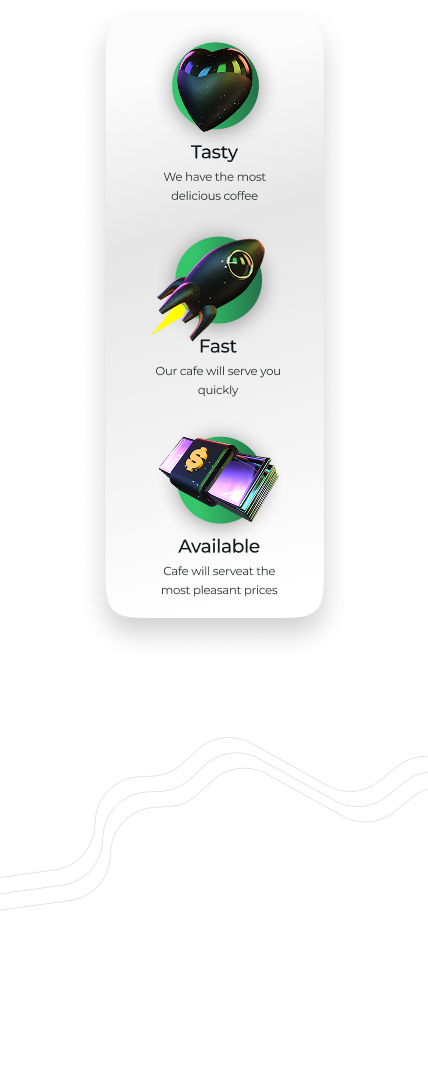 Tasty
We have the most
delicious coffee
$
Fast
Our cafe will serve you
quickly
Available
Cafe will serveat the
most pleasant prices